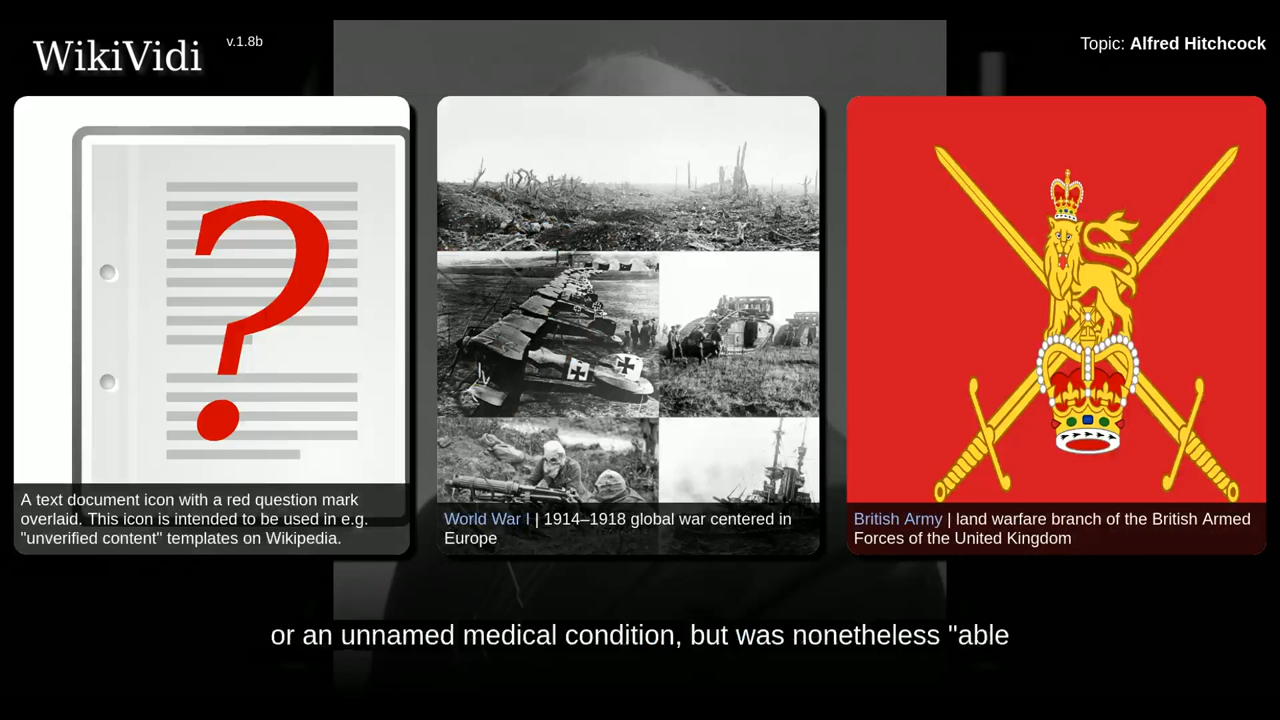 WikiVidi
v.1.8b
Topic: Alfred Hitchcock
?
A text document icon with a red question mark
overlaid. This icon is intended to be used in e.g.
"unverified content" templates on Wikipedia.
World War I | 1914–1918 global war centered in
Europe
British Army | land warfare branch of the British Armed
Forces of the United Kingdom
or an unnamed medical condition, but was nonetheless "able